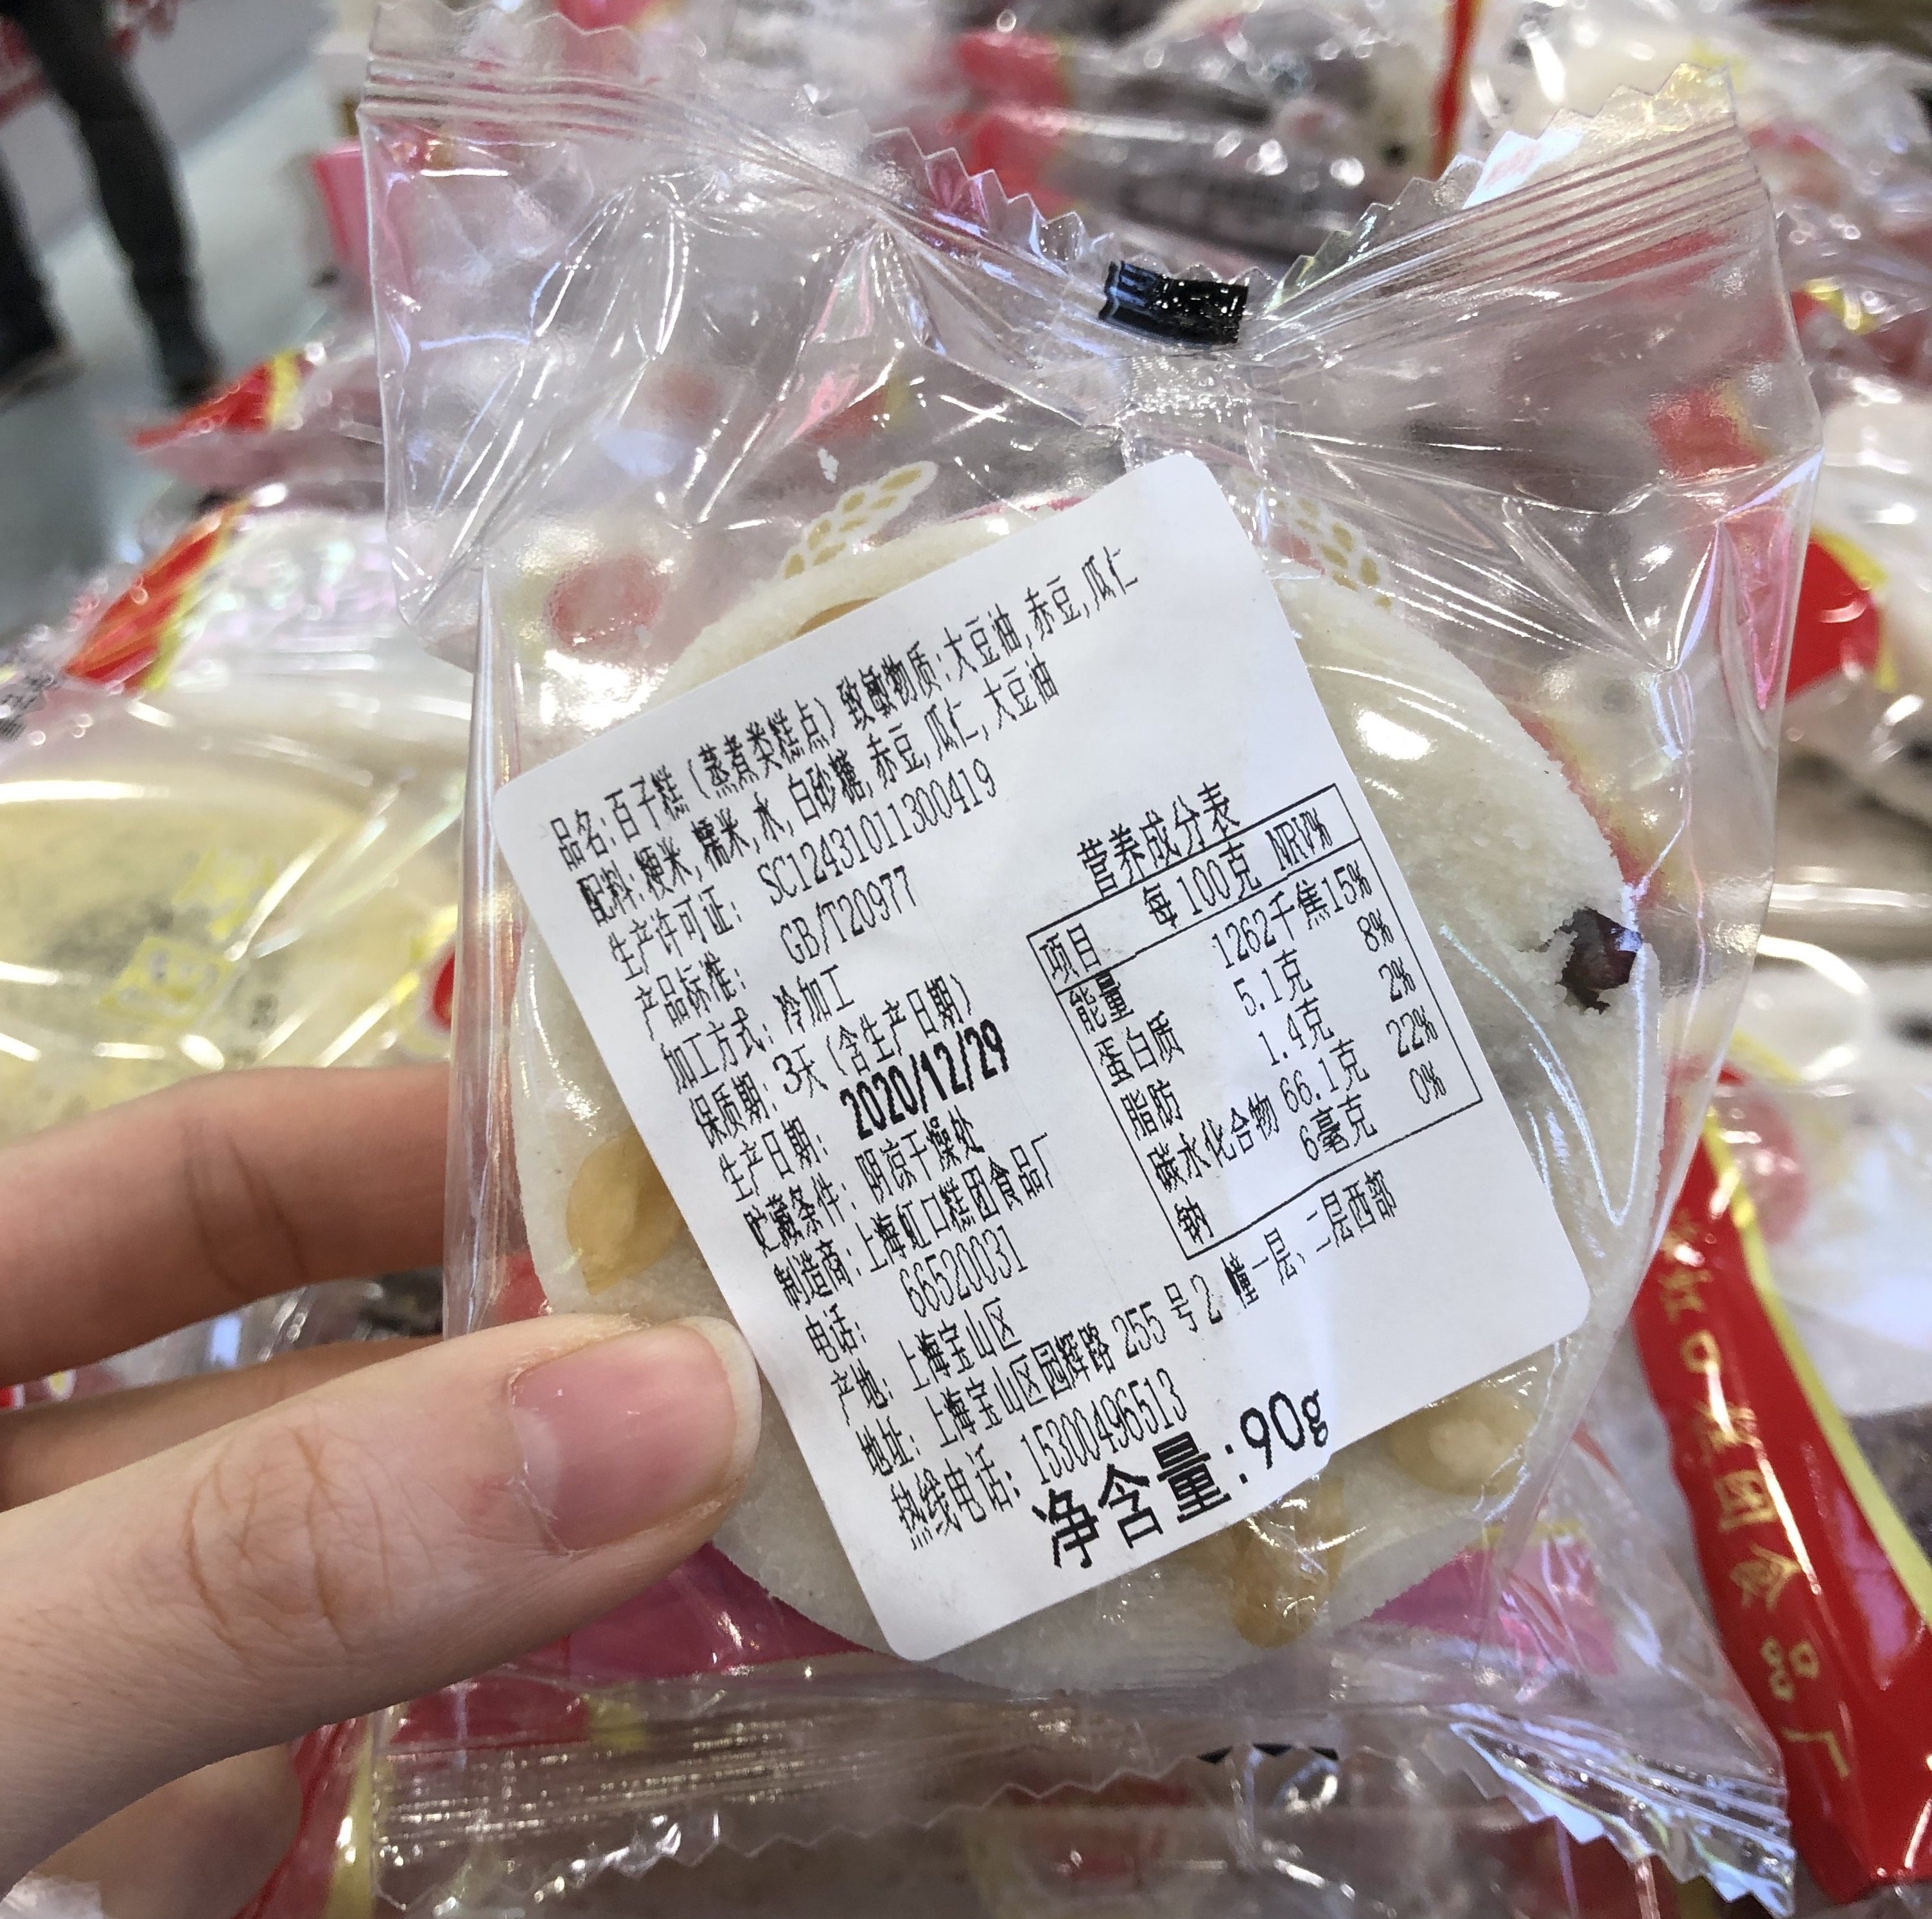 品名:百子糕(蒸煮类糕点)致敏物质:大豆油,赤豆,瓜仁
配料:粳米,糯米,水,白砂糖,赤豆,瓜仁,大豆油
生产许可证: SC12431011300419
产品标准: GB/T20977
加工方式: 冷加工
保质期: 3天(含生产日期)
生产日期: 2020/12/29
贮藏条件: 阴凉干燥处
制造商: 上海虹口糕团食品厂
电话: 66520031
产地: 上海宝山区
地址: 上海宝山区园辉路 255 号2 幢一层,二层西部
热线电话: 15300496513
净含量:90g
营养成分表
项目 每100克 NRV%
能量 1262千焦15%
蛋白质 5.1克 8%
脂肪 1.4克 2%
碳水化合物 66.1克 22%
钠 6毫克 0%
虹口糕团食品厂